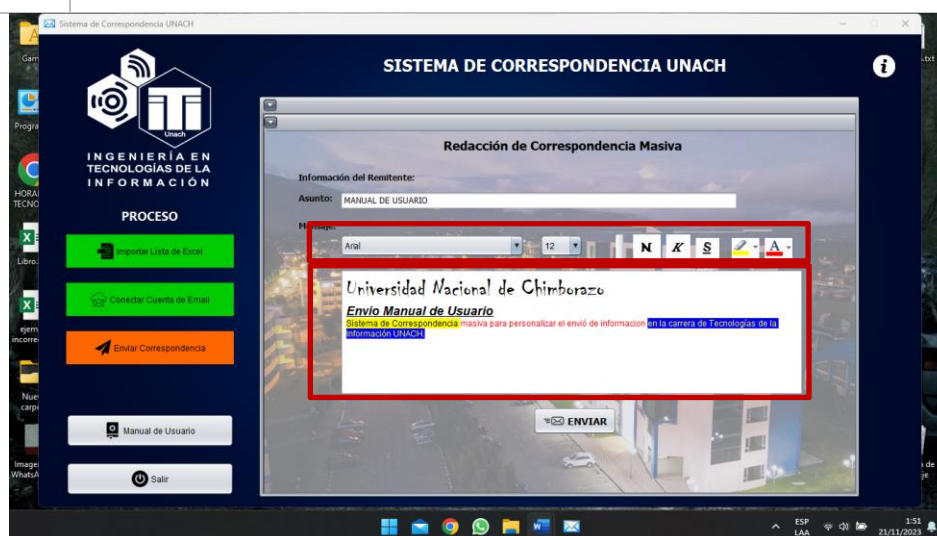 Sistema de Correspondencia UNACH
SISTEMA DE CORRESPONDENCIA UNACH
i
Unach
INGENIERÍA EN
TECNOLOGÍAS DE LA
INFORMACIÓN
PROCESO
Importar Lista de Excel
Conectar Cuenta de Email
Enviar Correspondencia
Manual de Usuario
Salir
Redacción de Correspondencia Masiva
Información del Remitente:
Asunto: MANUAL DE USUARIO
Mensaje:
Arial 12 N K S A
Universidad Nacional de Chimborazo
Envio Manual de Usuario
Sistema de Correspondencia masiva para personalizar el envió de informacion en la carrera de Tecnologías de la
Información UNACH.
ENVIAR
ESP
LAA
1:51
21/11/2023